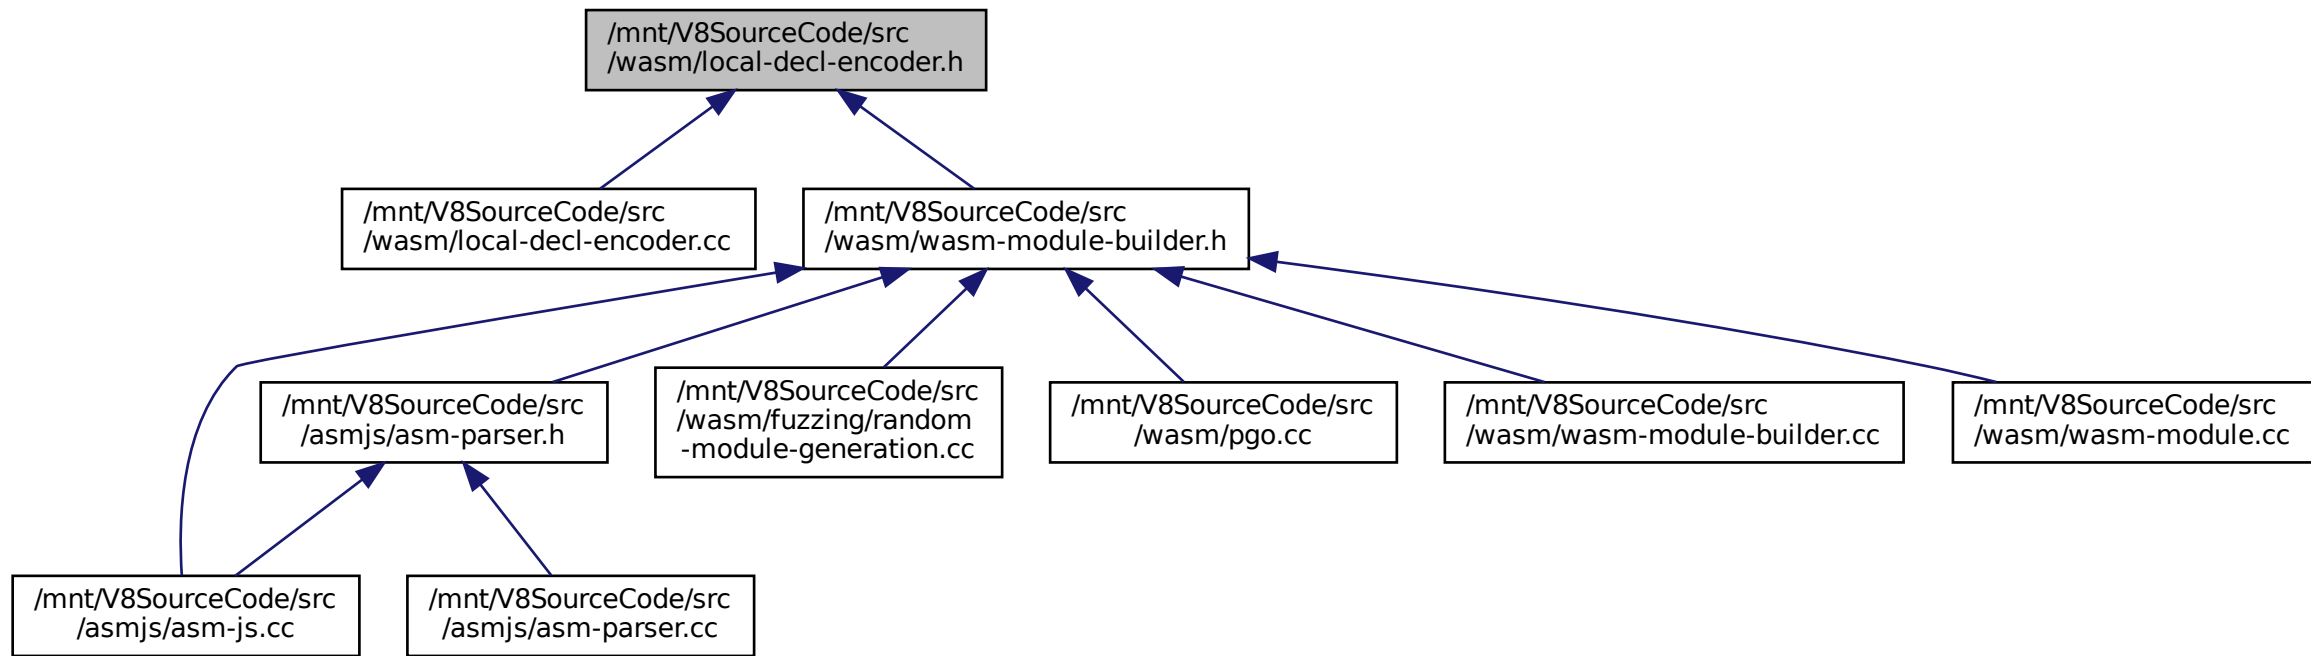 /mnt/V8SourceCode/src
/wasm/local-decl-encoder.h
/mnt/V8SourceCode/src
/wasm/local-decl-encoder.cc
/mnt/V8SourceCode/src
/wasm/wasm-module-builder.h
/mnt/V8SourceCode/src
/asmjs/asm-parser.h
/mnt/V8SourceCode/src
/wasm/fuzzing/random
-module-generation.cc
/mnt/V8SourceCode/src
/wasm/pgo.cc
/mnt/V8SourceCode/src
/wasm/wasm-module-builder.cc
/mnt/V8SourceCode/src
/wasm/wasm-module.cc
/mnt/V8SourceCode/src
/asmjs/asm-js.cc
/mnt/V8SourceCode/src
/asmjs/asm-parser.cc